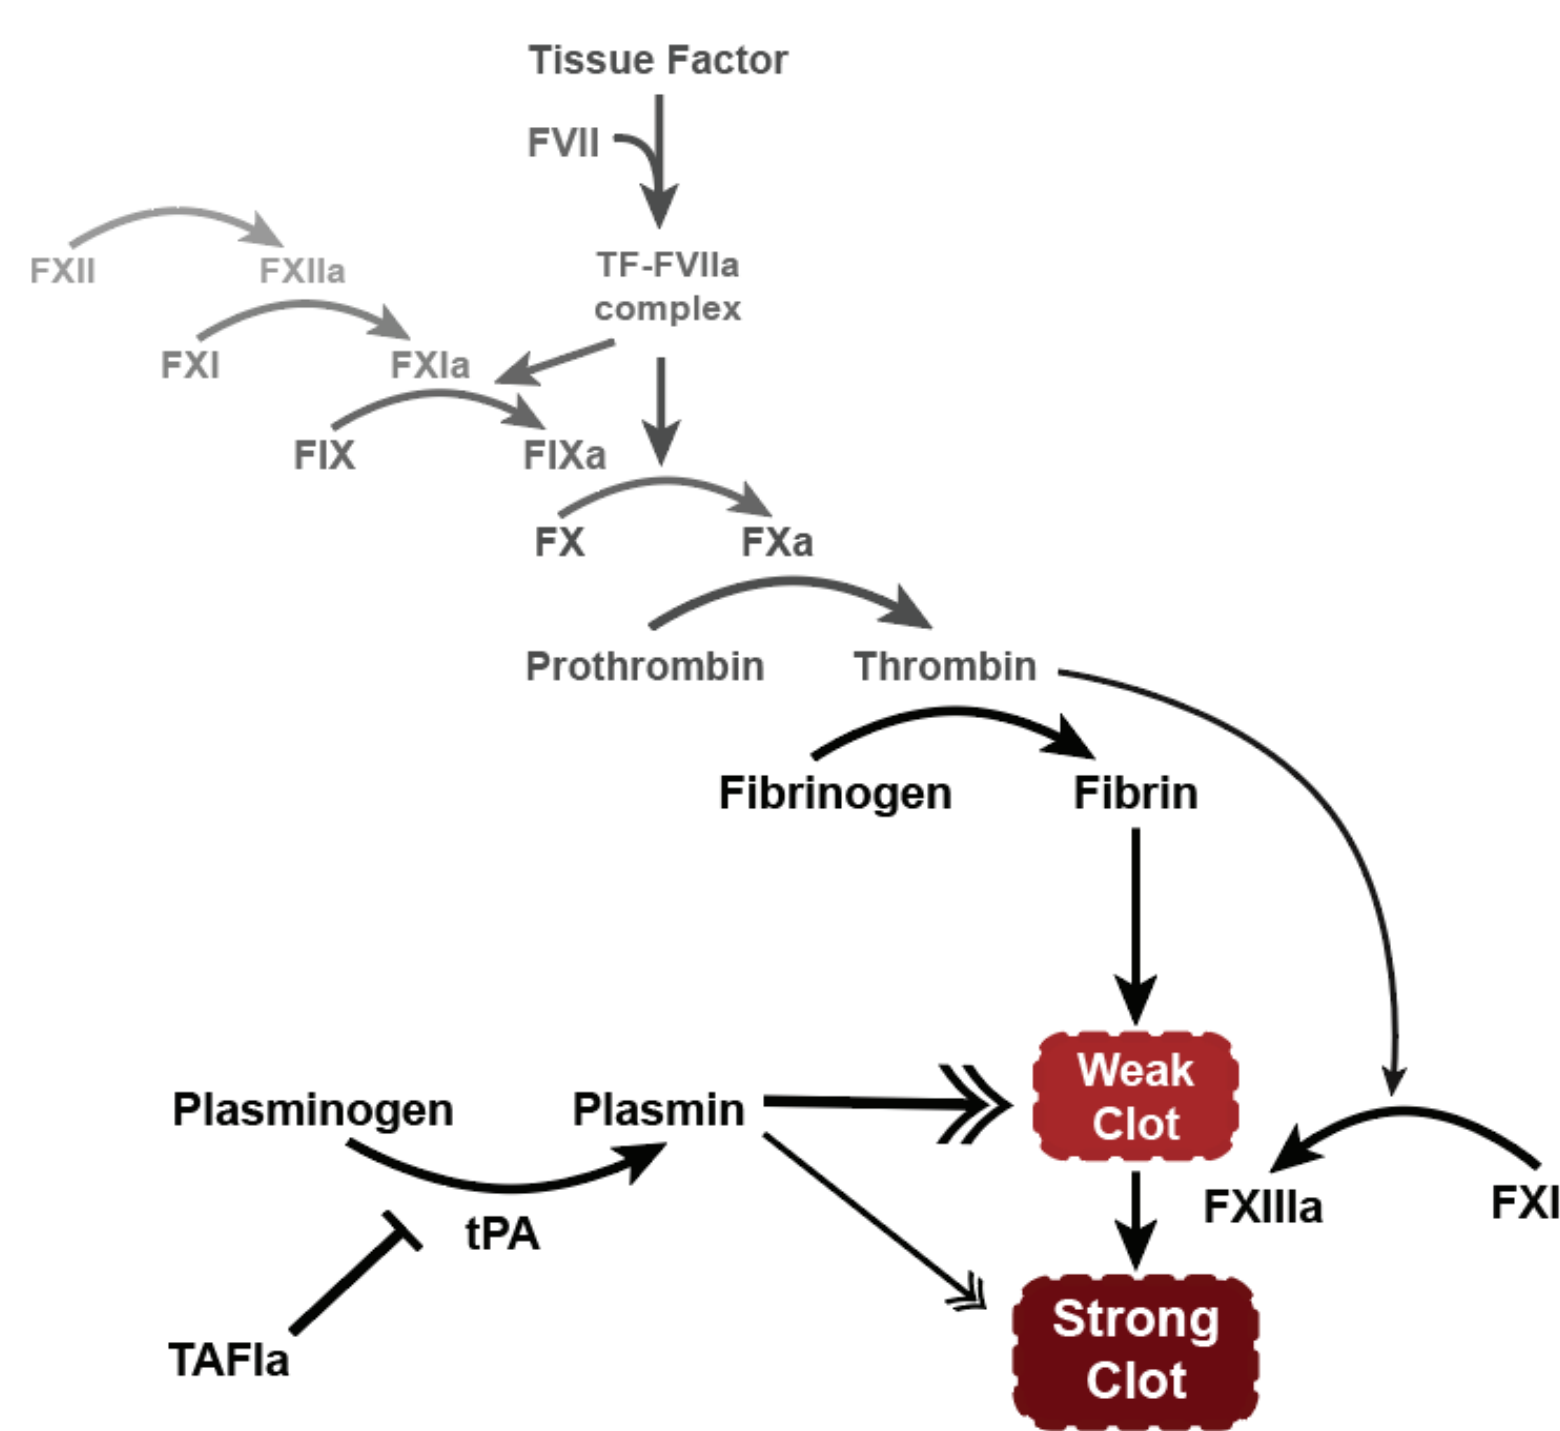 Tissue Factor
FVII
TF-FVIIa
complex
FXII
FXIIa
FXI
FXIa
FIX
FIXa
FX
FXa
Prothrombin
Thrombin
Fibrinogen
Fibrin
Weak
Clot
Plasminogen
Plasmin
tPA
TAFIa
FXIIIa
FXI
Strong
Clot